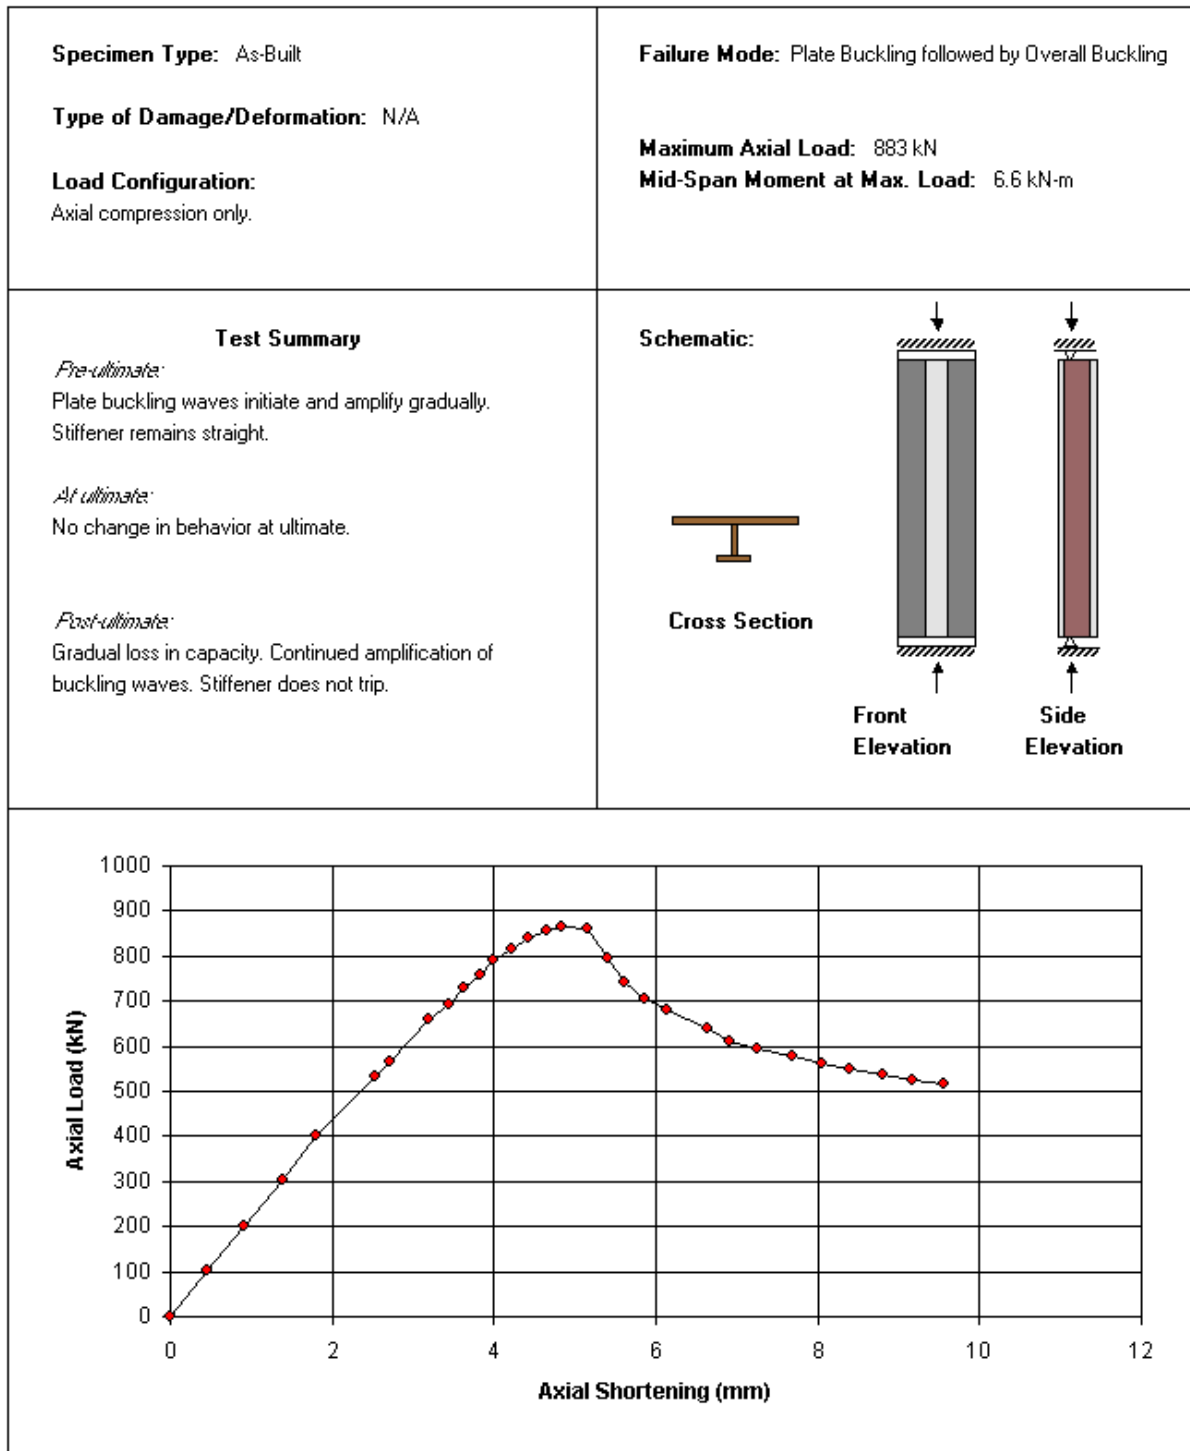 Specimen Type: As-Built
Type of Damage/Deformation: N/A
Load Configuration:
Axial compression only.
Failure Mode: Plate Buckling followed by Overall Buckling
Maximum Axial Load: 883 kN
Mid-Span Moment at Max. Load: 6.6 kN-m
Test Summary
Pre-ultimate:
Plate buckling waves initiate and amplify gradually.
Stiffener remains straight.
At ultimate:
No change in behavior at ultimate.
Post-ultimate:
Gradual loss in capacity. Continued amplification of
buckling waves. Stiffener does not trip.
Schematic:
Cross Section
Front
Elevation
Side
Elevation
1000
900
800
700
600
500
400
300
200
100
0
Axial Load (kN)
0 2 4 6 8 10 12
Axial Shortening (mm)